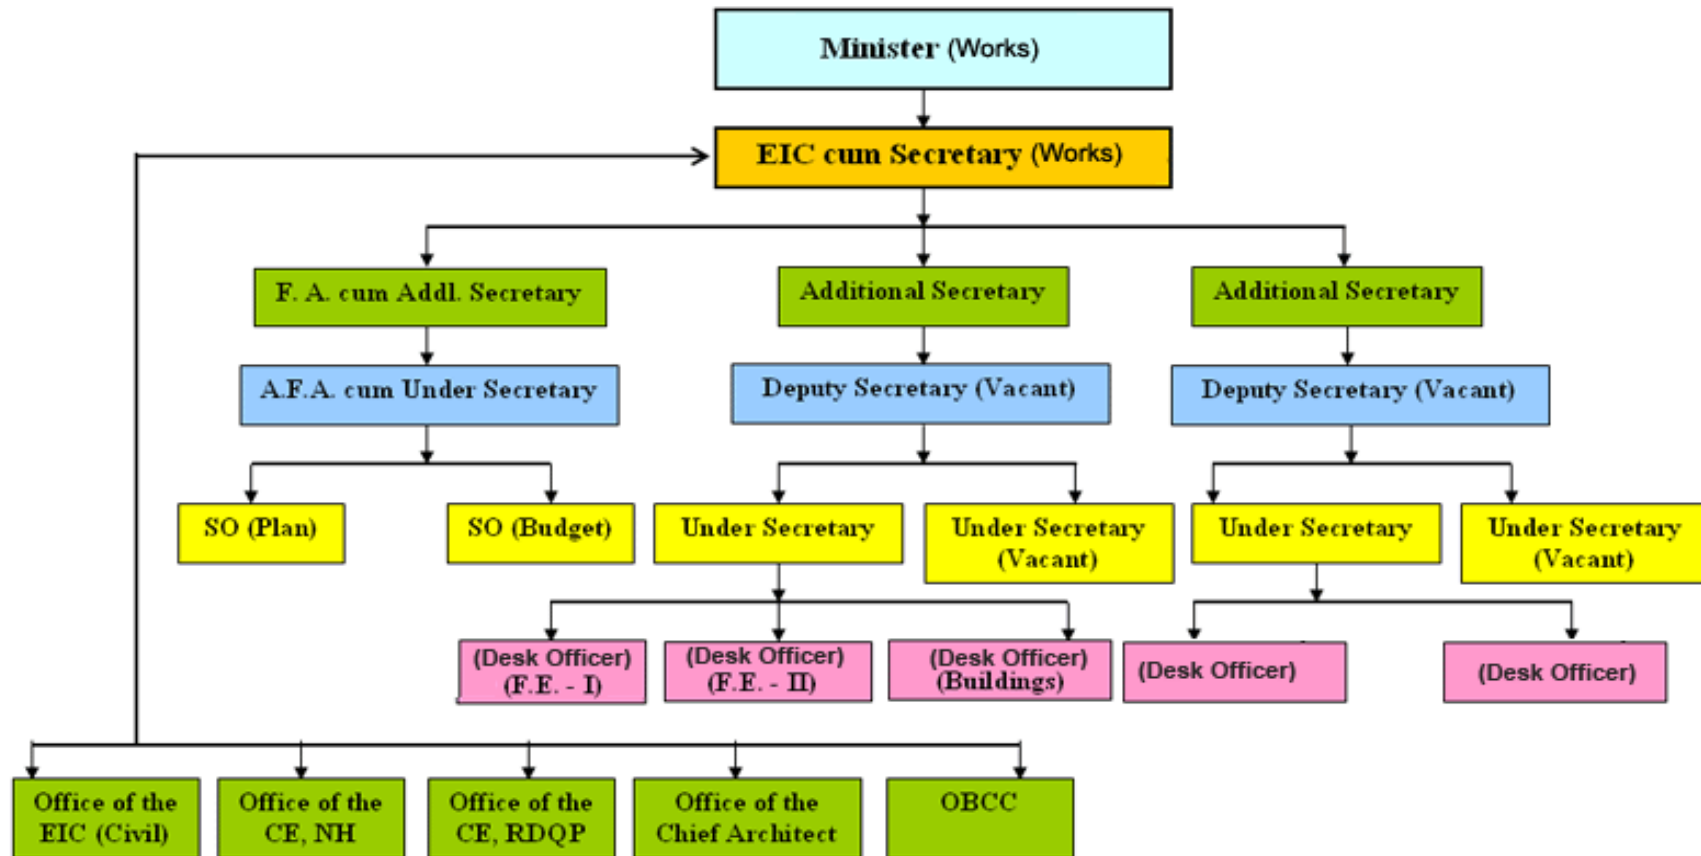 Minister (Works)
EIC cum Secretary (Works)
F. A. cum Addl. Secretary
Additional Secretary
Additional Secretary
A.F.A. cum Under Secretary
Deputy Secretary (Vacant)
Deputy Secretary (Vacant)
SO (Plan)
SO (Budget)
Under Secretary
Under Secretary
(Vacant)
Under Secretary
Under Secretary
(Vacant)
(Desk Officer)
(F.E. - I)
(Desk Officer)
(F.E. - II)
(Desk Officer)
(Buildings)
(Desk Officer)
(Desk Officer)
Office of the
EIC (Civil)
Office of the
CE, NH
Office of the
CE, RDQP
Office of the
Chief Architect
OBCC